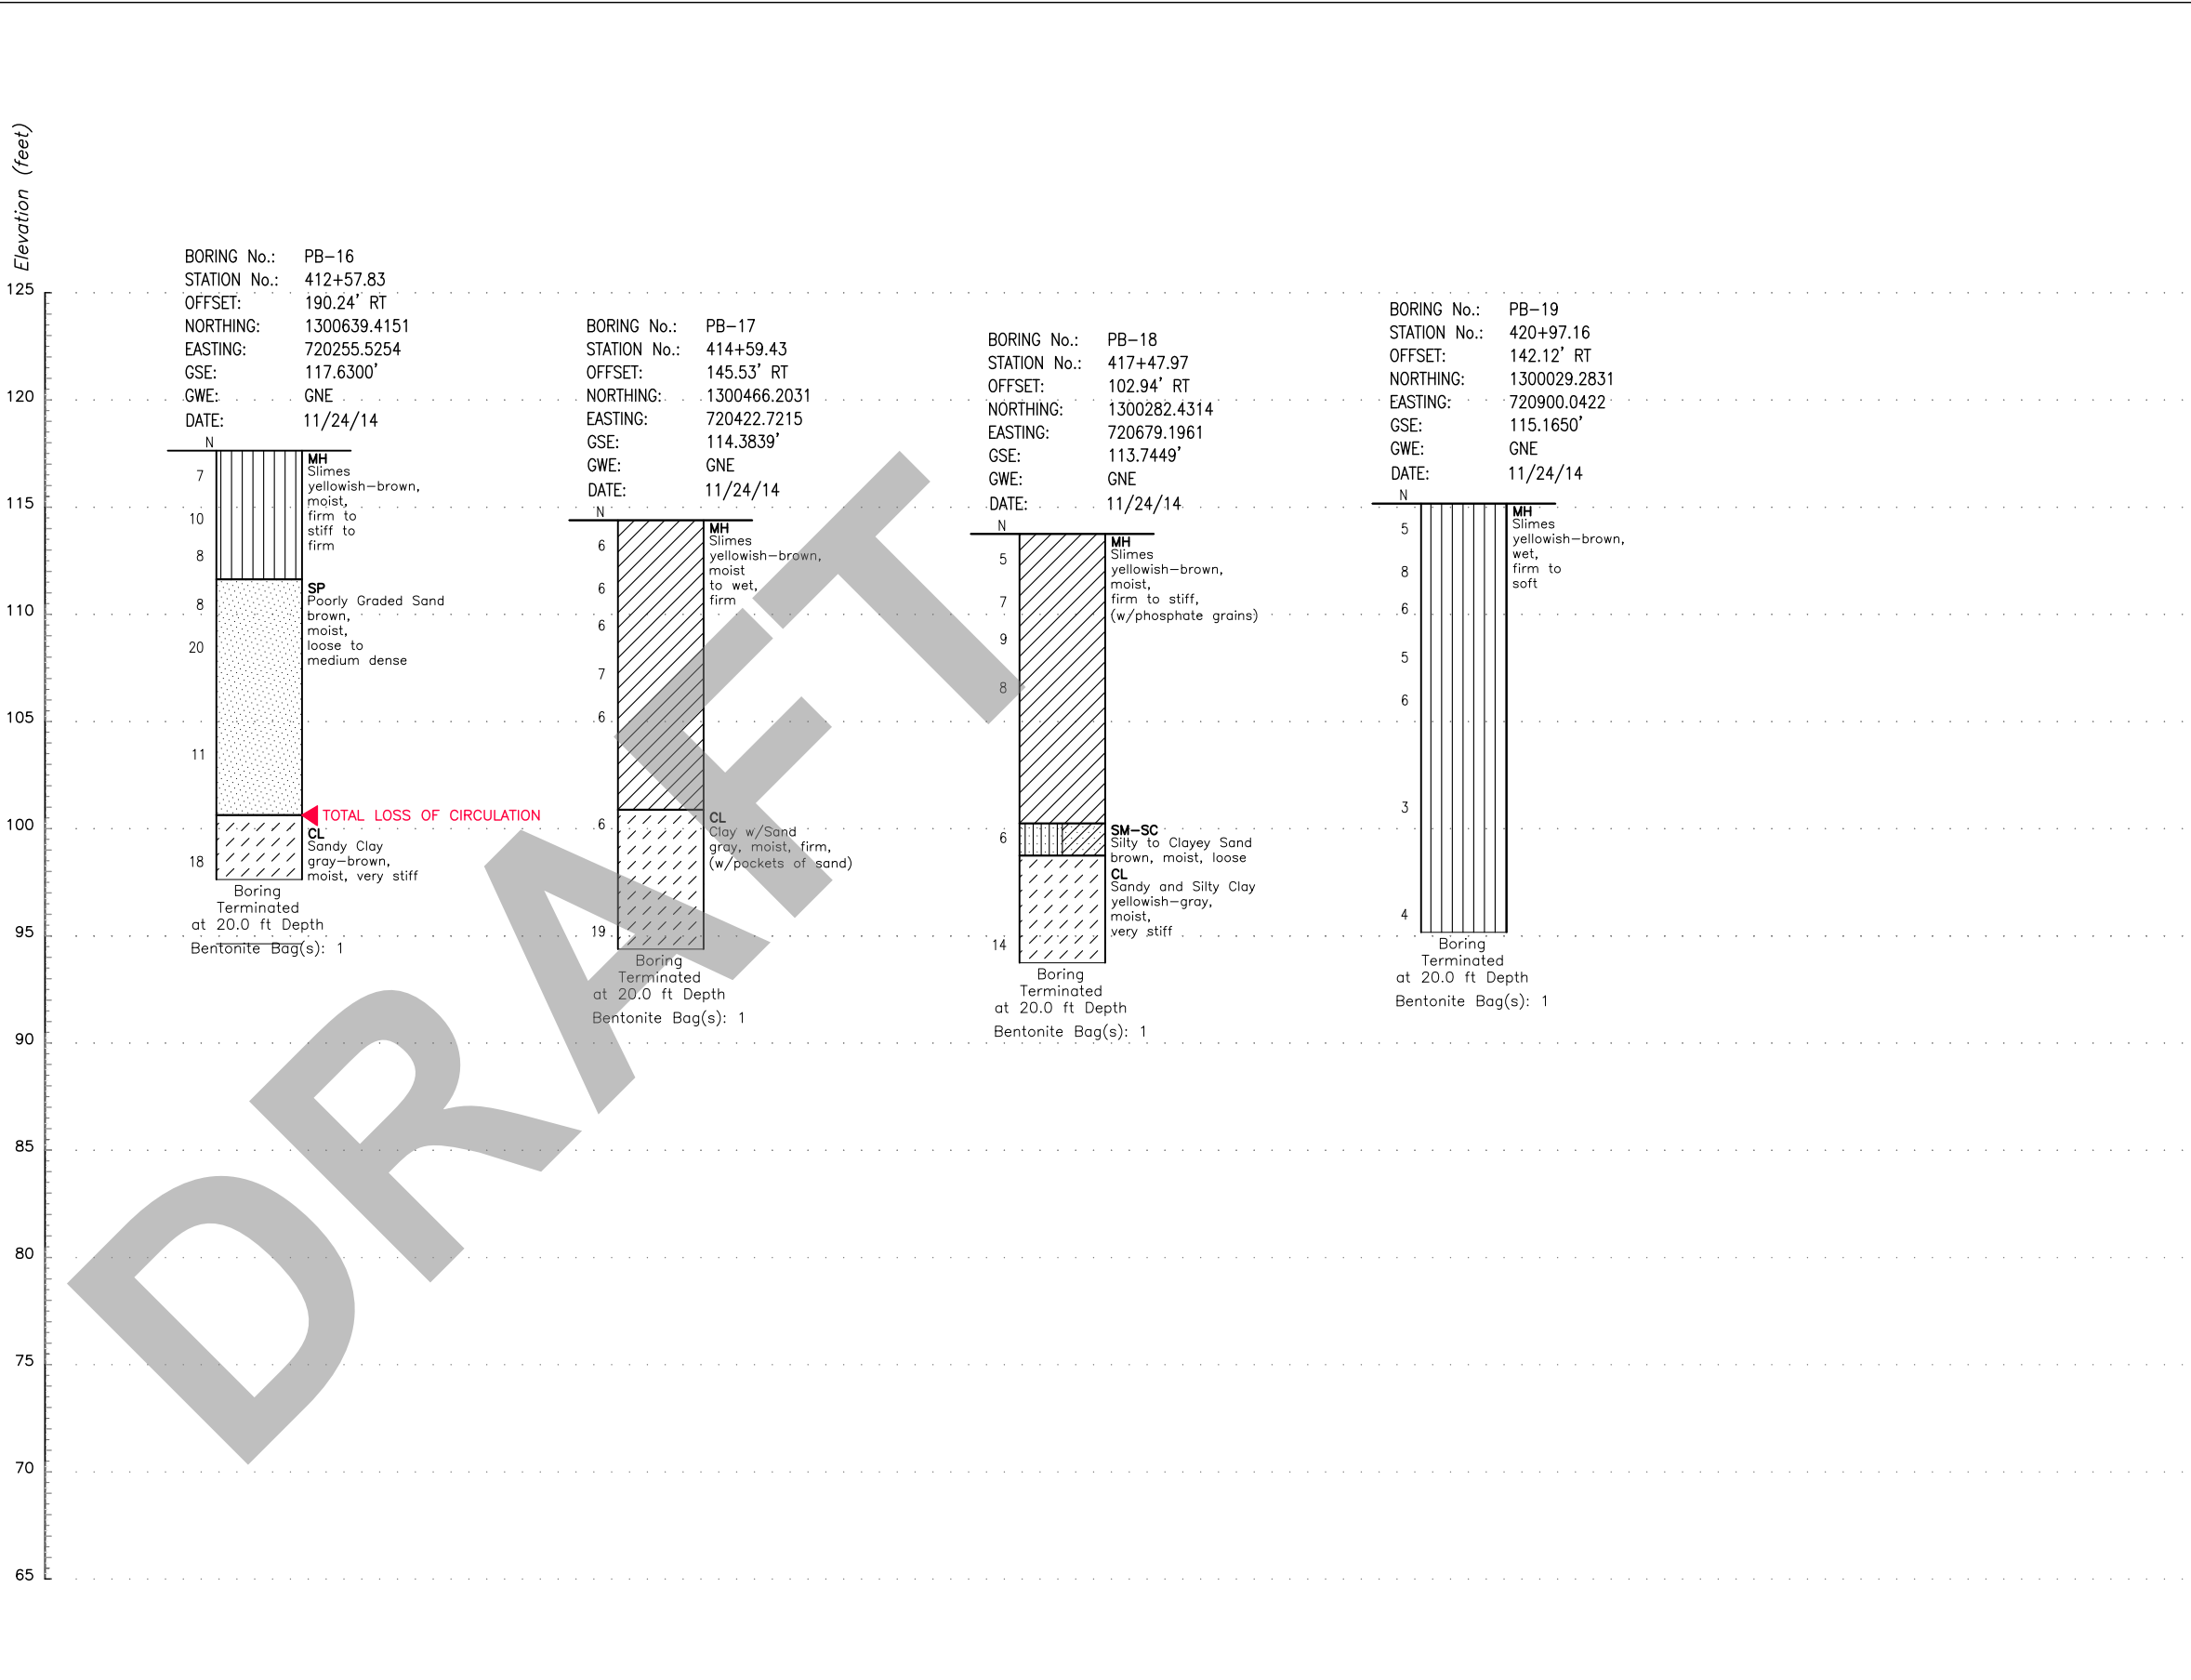 Elevation (feet)
125
120
115
110
105
100
95
90
85
80
75
70
65
BORING No.: PB-16
STATION No.: 412+57.83
OFFSET: 190.24' RT
NORTHING: 1300639.4151
EASTING: 720255.5254
GSE: 117.6300'
GWE: GNE
DATE: 11/24/14
N
7
10
8
8
20
11
18
MH
Slimes
yellowish-brown,
moist,
firm to
stiff to
firm
SP
Poorly Graded Sand
brown,
moist,
loose to
medium dense
TOTAL LOSS OF CIRCULATION
CL
Sandy Clay
gray-brown,
moist, very stiff
Boring
Terminated
at 20.0 ft Depth
Bentonite Bag(s): 1
BORING No.: PB-17
STATION No.: 414+59.43
OFFSET: 145.53' RT
NORTHING: 1300466.2031
EASTING: 720422.7215
GSE: 114.3839'
GWE: GNE
DATE: 11/24/14
N
6
6
6
7
6
6
19
MH
Slimes
yellowish-brown,
moist
to wet,
firm
CL
Clay w/Sand
gray, moist, firm,
(w/pockets of sand)
Boring
Terminated
at 20.0 ft Depth
Bentonite Bag(s): 1
BORING No.: PB-18
STATION No.: 417+47.97
OFFSET: 102.94' RT
NORTHING: 1300282.4314
EASTING: 720679.1961
GSE: 113.7449'
GWE: GNE
DATE: 11/24/14
N
5
7
9
8
6
14
MH
Slimes
yellowish-brown,
moist,
firm to stiff,
(w/phosphate grains)
SM-SC
Silty to Clayey Sand
brown, moist, loose
CL
Sandy and Silty Clay
yellowish-gray,
moist,
very stiff
Boring
Terminated
at 20.0 ft Depth
Bentonite Bag(s): 1
BORING No.: PB-19
STATION No.: 420+97.16
OFFSET: 142.12' RT
NORTHING: 1300029.2831
EASTING: 720900.0422
GSE: 115.1650'
GWE: GNE
DATE: 11/24/14
N
5
8
6
5
6
3
4
MH
Slimes
yellowish-brown,
wet,
firm to
soft
Boring
Terminated
at 20.0 ft Depth
Bentonite Bag(s): 1
DRAFT